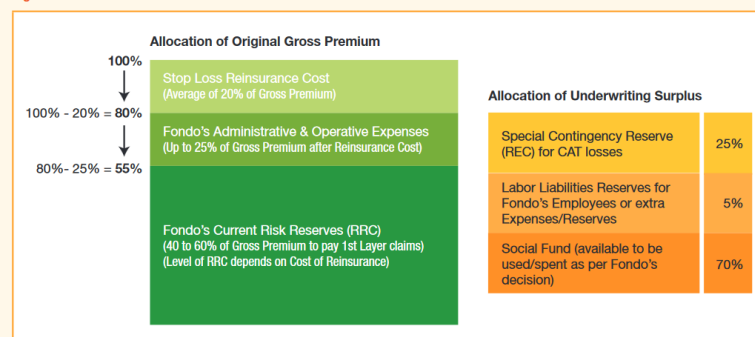 Allocation of Original Gross Premium
100%
Stop Loss Reinsurance Cost
(Average of 20% of Gross Premium)
100% - 20% = 80%
Fondo's Administrative & Operative Expenses
(Up to 25% of Gross Premium after Reinsurance Cost)
80%- 25% = 55%
Fondo's Current Risk Reserves (RRC)
(40 to 60% of Gross Premium to pay 1st Layer claims)
(Level of RRC depends on Cost of Reinsurance)
Allocation of Underwriting Surplus
Special Contingency Reserve
(REC) for CAT losses
25%
Labor Liabilities Reserves for
Fondo's Employees or extra
Expenses/Reserves
5%
Social Fund (available to be
used/spent as per Fondo's
decision)
70%